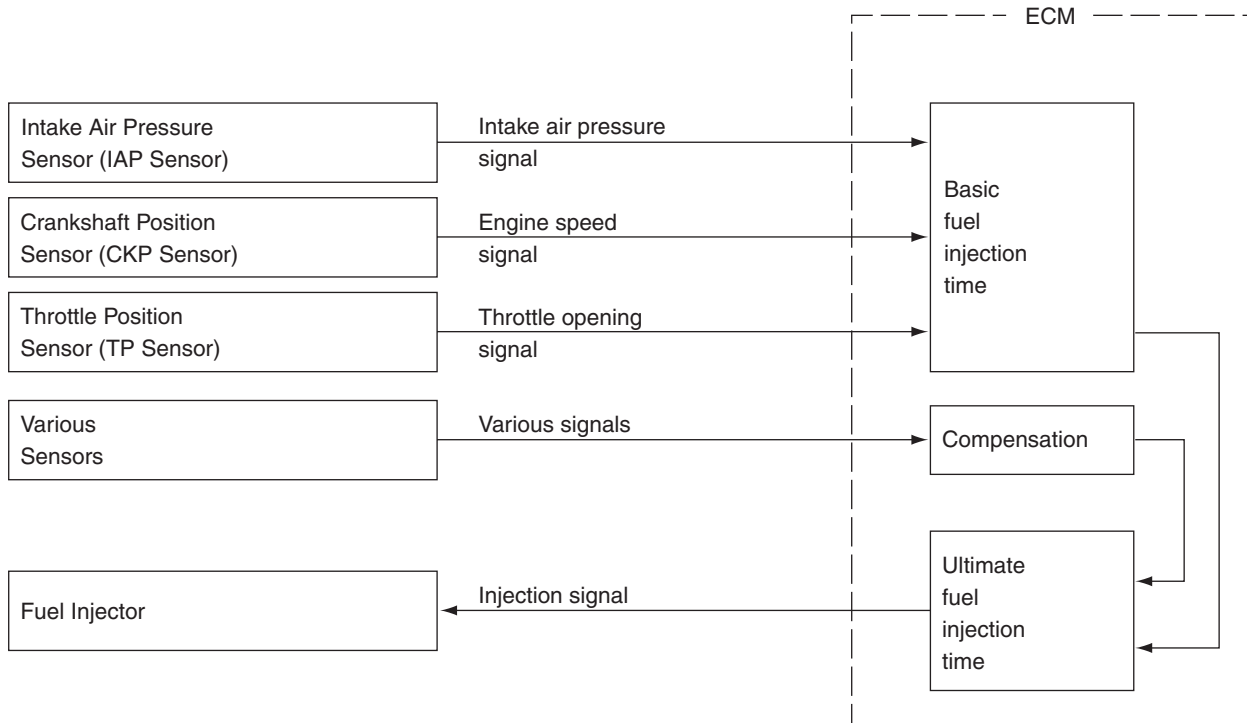 ECM
Intake Air Pressure
Sensor (IAP Sensor)
Intake air pressure
signal
Crankshaft Position
Sensor (CKP Sensor)
Engine speed
signal
Throttle Position
Sensor (TP Sensor)
Throttle opening
signal
Basic
fuel
injection
time
Various
Sensors
Various signals
Compensation
Fuel Injector
Injection signal
Ultimate
fuel
injection
time